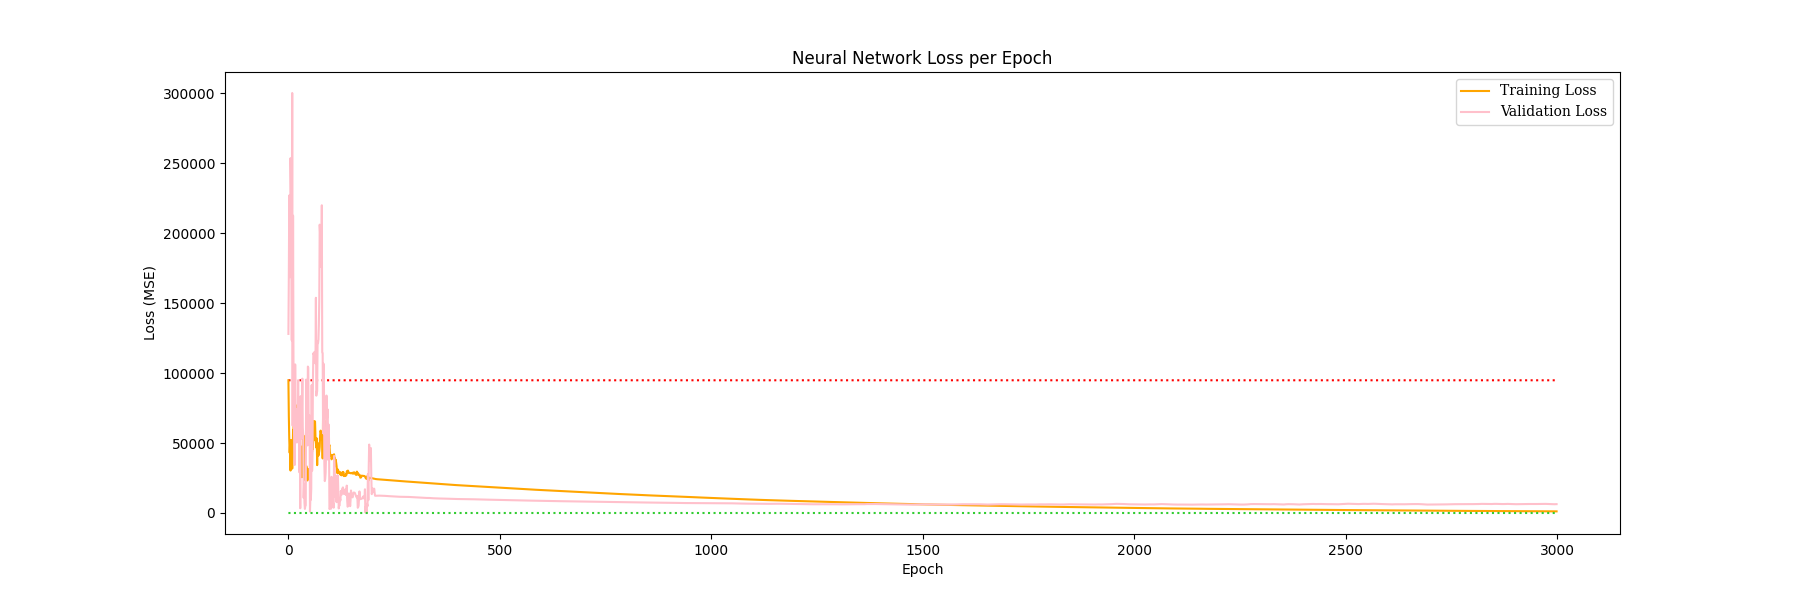 Neural Network Loss per Epoch
Training Loss
Validation Loss
300000
250000
200000
150000
100000
50000
0
Loss (MSE)
0 500 1000 1500 2000 2500 3000
Epoch